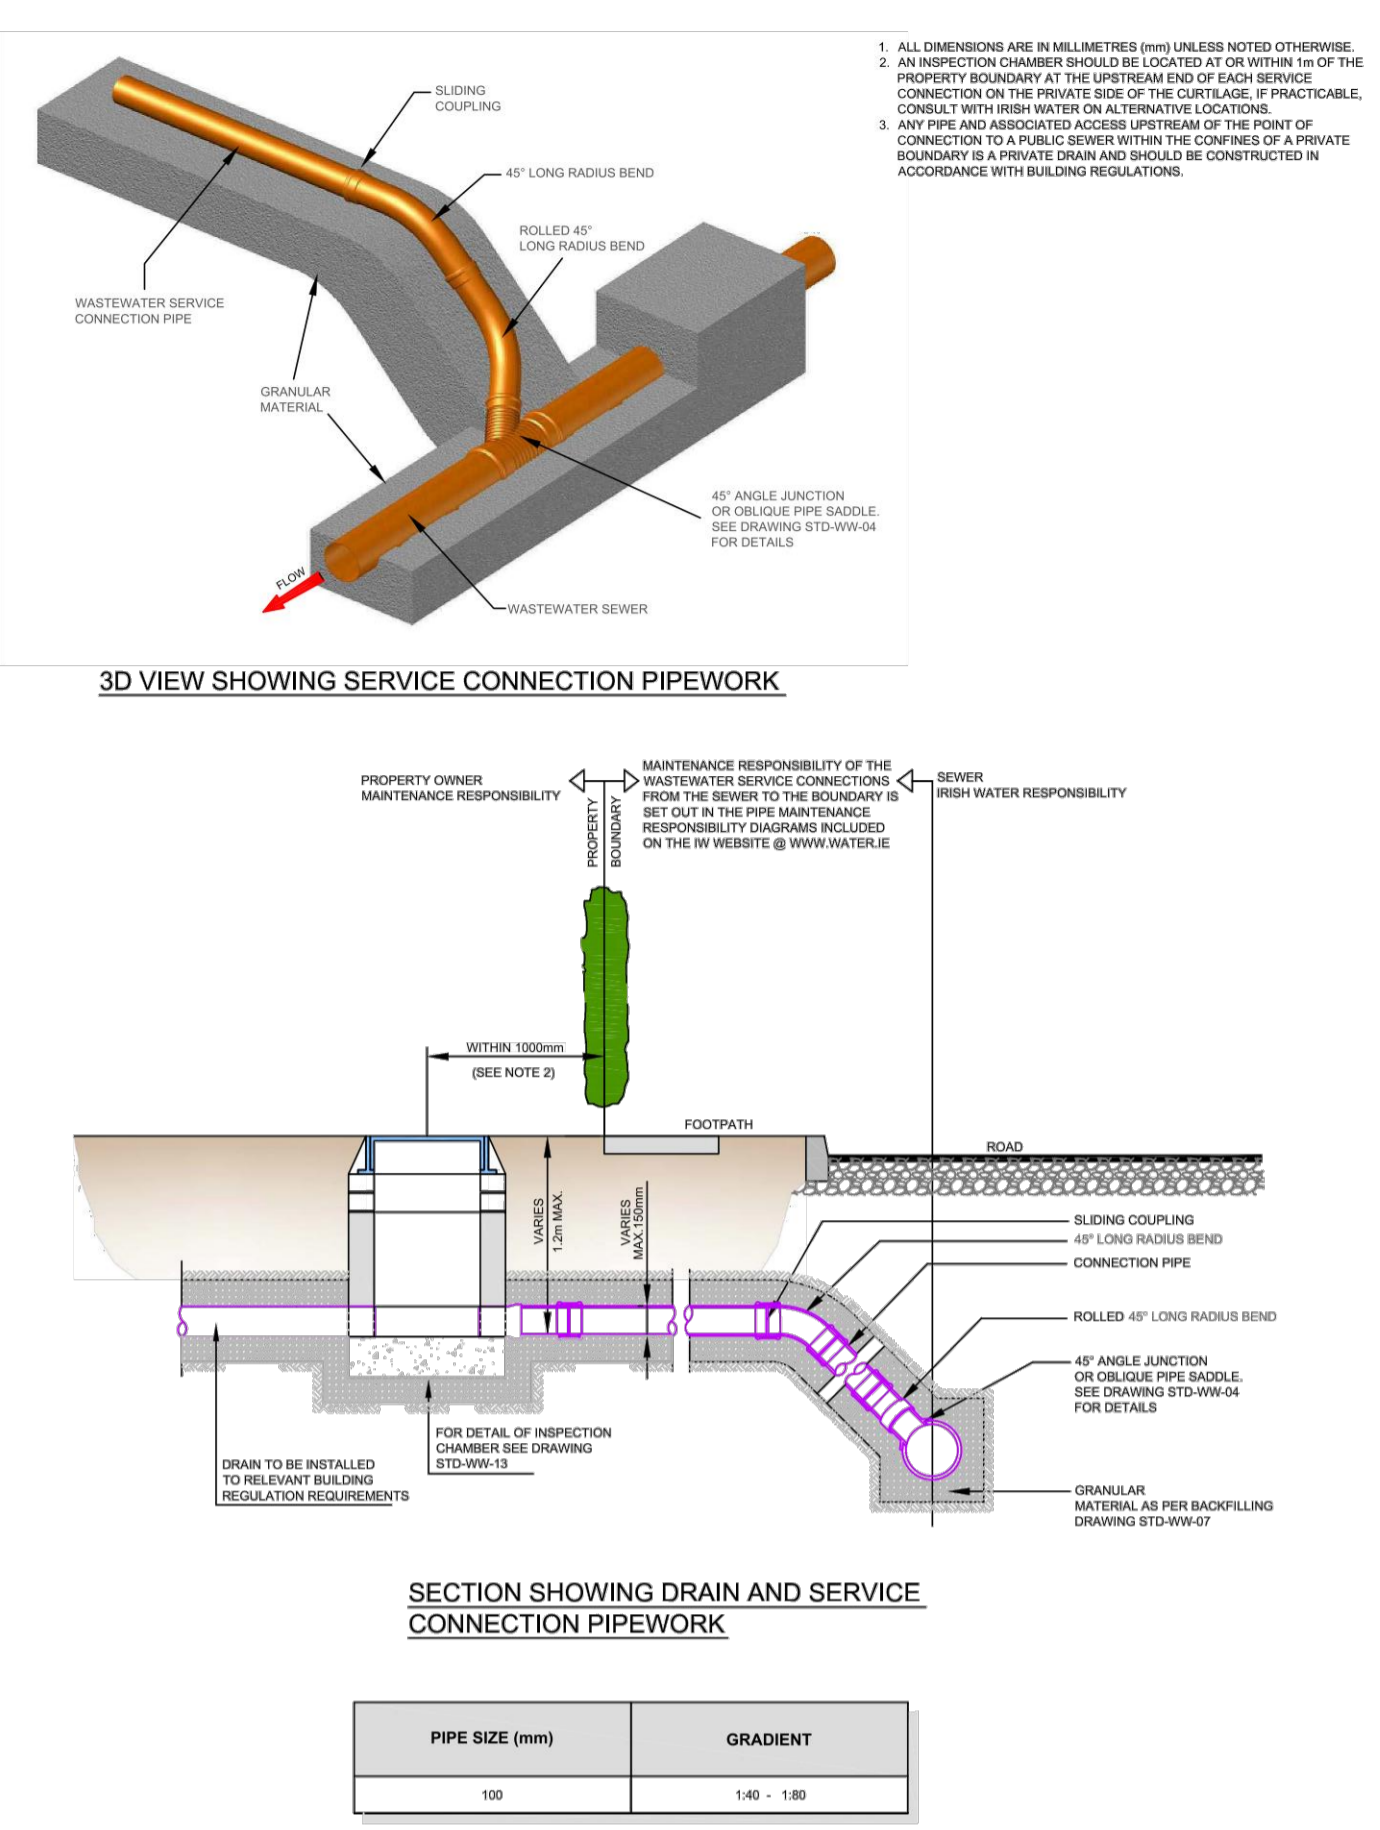 1. ALL DIMENSIONS ARE IN MILLIMETRES (mm) UNLESS NOTED OTHERWISE.
2. AN INSPECTION CHAMBER SHOULD BE LOCATED AT OR WITHIN 1m OF THE
PROPERTY BOUNDARY AT THE UPSTREAM END OF EACH SERVICE
CONNECTION ON THE PRIVATE SIDE OF THE CURTILAGE, IF PRACTICABLE,
CONSULT WITH IRISH WATER ON ALTERNATIVE LOCATIONS.
3. ANY PIPE AND ASSOCIATED ACCESS UPSTREAM OF THE POINT OF
CONNECTION TO A PUBLIC SEWER WITHIN THE CONFINES OF A PRIVATE
BOUNDARY IS A PRIVATE DRAIN AND SHOULD BE CONSTRUCTED IN
ACCORDANCE WITH BUILDING REGULATIONS.
SLIDING
COUPLING
45° LONG RADIUS BEND
ROLLED 45°
LONG RADIUS BEND
WASTEWATER SERVICE
CONNECTION PIPE
GRANULAR
MATERIAL
45° ANGLE JUNCTION
OR OBLIQUE PIPE SADDLE.
SEE DRAWING STD-WW-04
FOR DETAILS
FLOW
WASTEWATER SEWER
3D VIEW SHOWING SERVICE CONNECTION PIPEWORK
PROPERTY OWNER
MAINTENANCE RESPONSIBILITY
PROPERTY
BOUNDARY
MAINTENANCE RESPONSIBILITY OF THE
WASTEWATER SERVICE CONNECTIONS
FROM THE SEWER TO THE BOUNDARY IS
SET OUT IN THE PIPE MAINTENANCE
RESPONSIBILITY DIAGRAMS INCLUDED
ON THE IW WEBSITE @ WWW.WATER.IE
SEWER
IRISH WATER RESPONSIBILITY
WITHIN 1000mm
(SEE NOTE 2)
FOOTPATH
ROAD
VARIES
1.2m MAX.
VARIES
MAX.150mm
SLIDING COUPLING
45° LONG RADIUS BEND
CONNECTION PIPE
ROLLED 45° LONG RADIUS BEND
45° ANGLE JUNCTION
OR OBLIQUE PIPE SADDLE.
SEE DRAWING STD-WW-04
FOR DETAILS
FOR DETAIL OF INSPECTION
CHAMBER SEE DRAWING
STD-WW-13
DRAIN TO BE INSTALLED
TO RELEVANT BUILDING
REGULATION REQUIREMENTS
GRANULAR
MATERIAL AS PER BACKFILLING
DRAWING STD-WW-07
SECTION SHOWING DRAIN AND SERVICE
CONNECTION PIPEWORK
PIPE SIZE (mm) GRADIENT
100 1:40 - 1:80